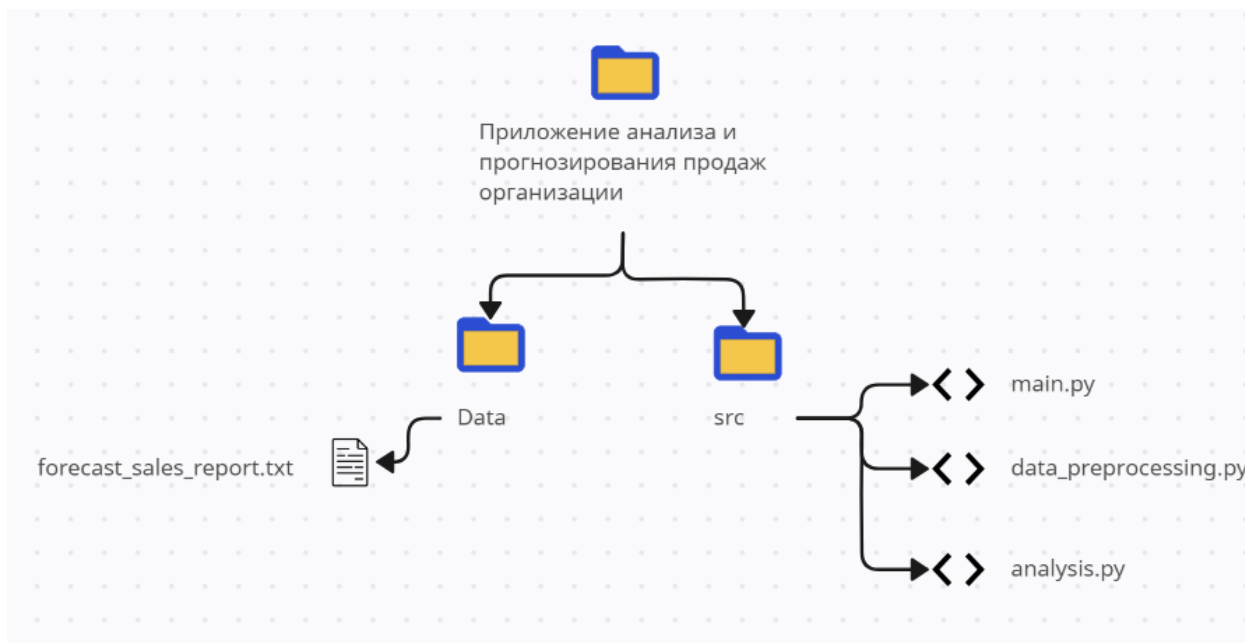 Приложение анализа и
прогнозирования продаж
организации
Data
src
main.py
forecast_sales_report.txt
data_preprocessing.py
analysis.py